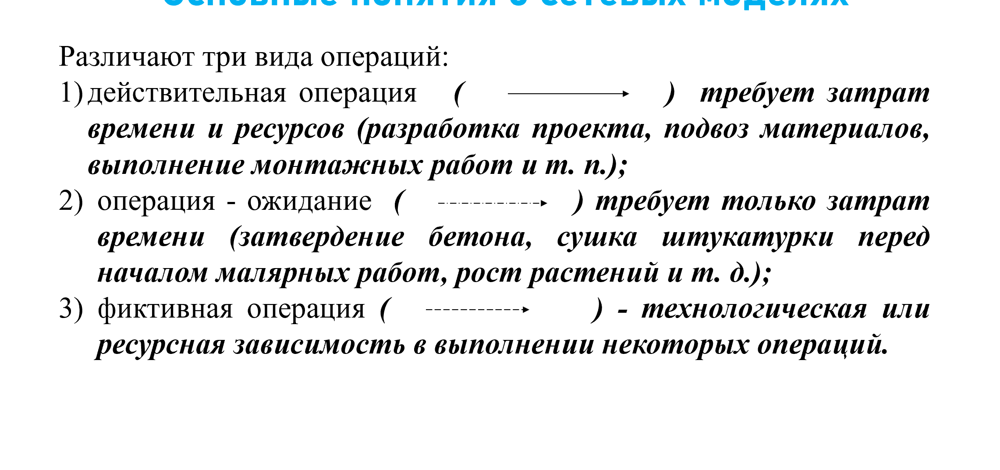 Основные понятия о сетевых моделях
Различают три вида операций:
1) действительная операция ( ) требует затрат
времени и ресурсов (разработка проекта, подвоз материалов,
выполнение монтажных работ и т. п.);
2) операция - ожидание ( ) требует только затрат
времени (затвердение бетона, сушка штукатурки перед
началом малярных работ, рост растений и т. д.);
3) фиктивная операция ( ) - технологическая или
ресурсная зависимость в выполнении некоторых операций.